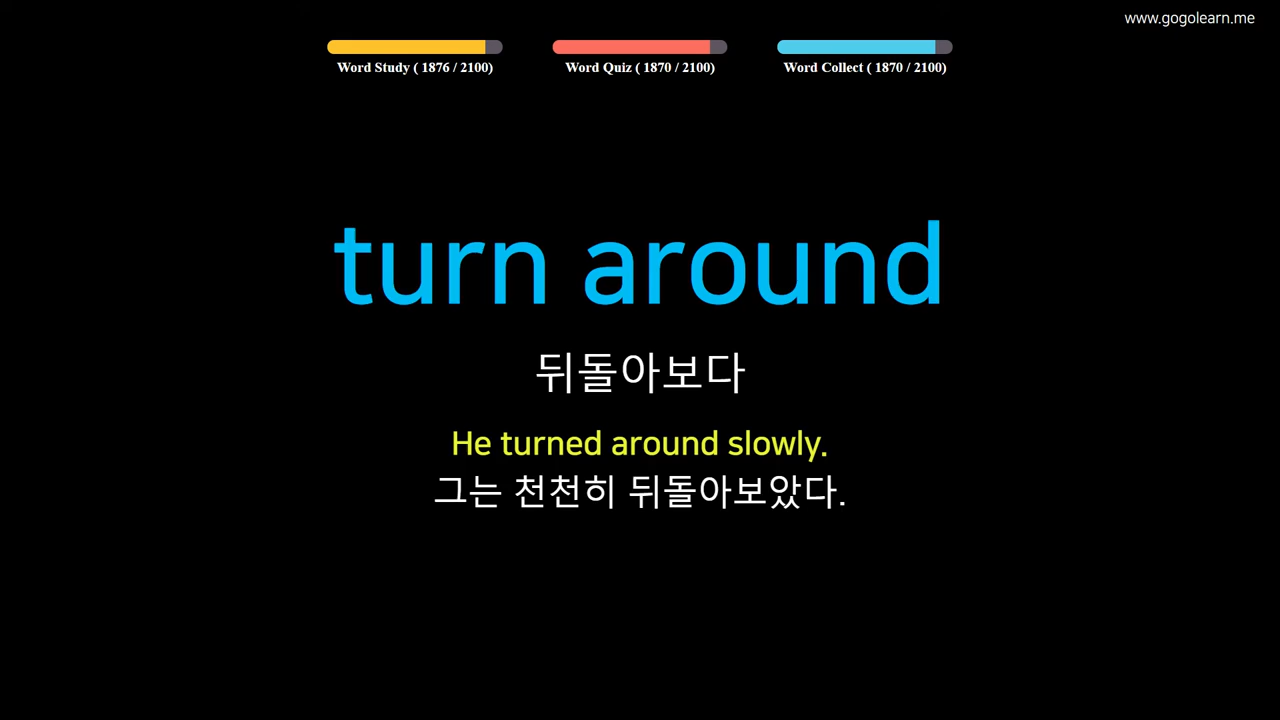 www.gogolearn.me
Word Study ( 1876 / 2100)
Word Quiz ( 1870 / 2100)
Word Collect ( 1870 / 2100)
turn around
뒤돌아보다
He turned around slowly.
그는 천천히 뒤돌아보았다.